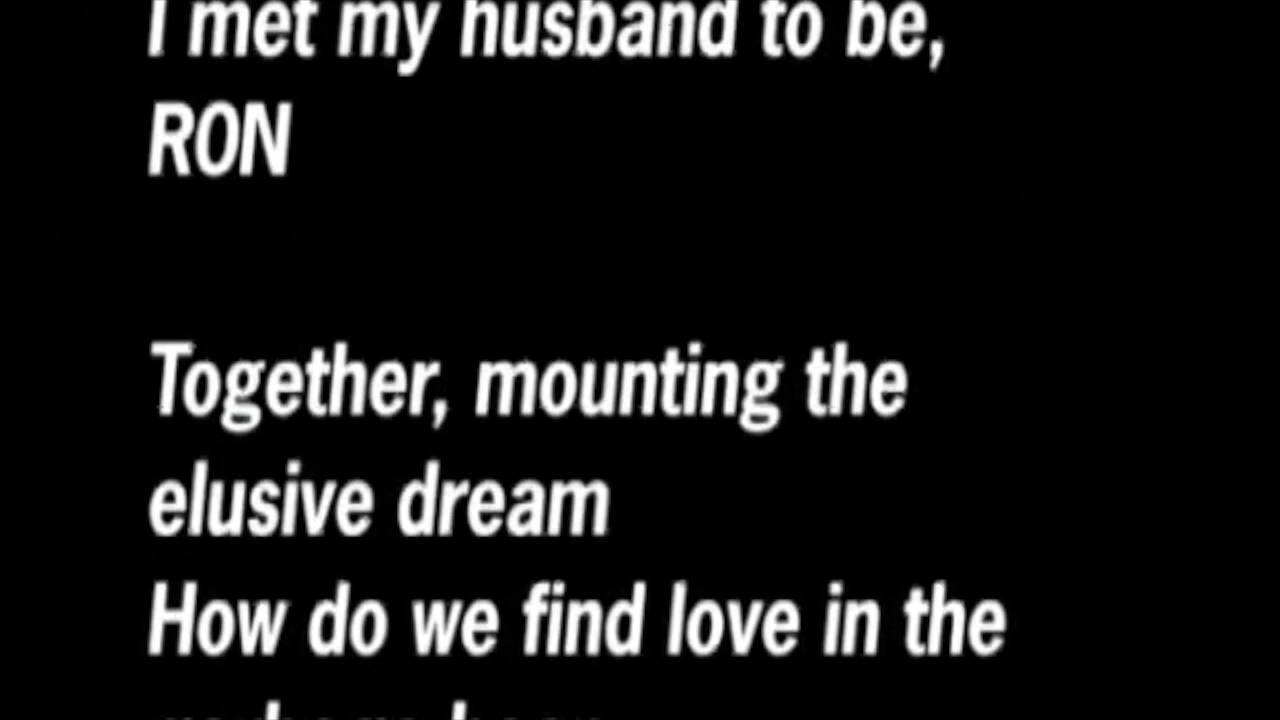 I met my husband to be,
RON
Together, mounting the
elusive dream
How do we find love in the